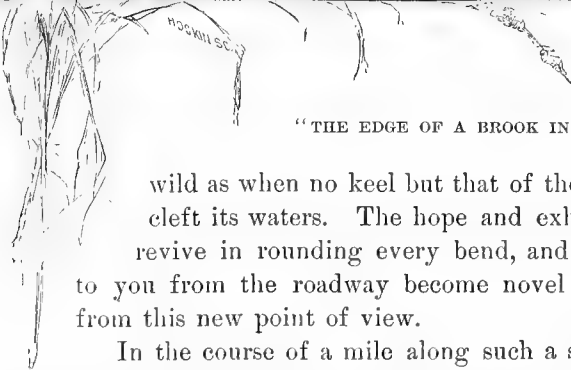 HOSKIN SC.
"THE EDGE OF A BROOK IN
wild as when no keel but that of
cleft its waters. The hope and
revive in rounding every bend, and
to you from the roadway become novel
from this new point of view.
In the course of a mile along such a